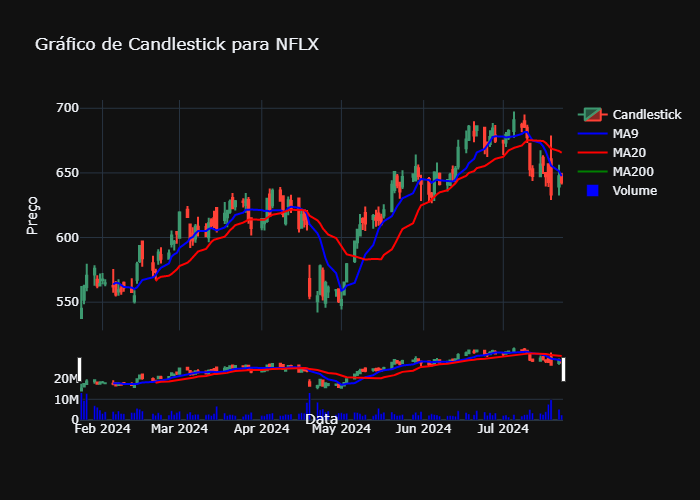 Gráfico de Candlestick para NFLX
700
650
600
550
Preço
Candlestick
MA9
MA20
MA200
Volume
20M
10M
0
Feb 2024
Mar 2024
Apr 2024
May 2024
Jun 2024
Jul 2024
Data